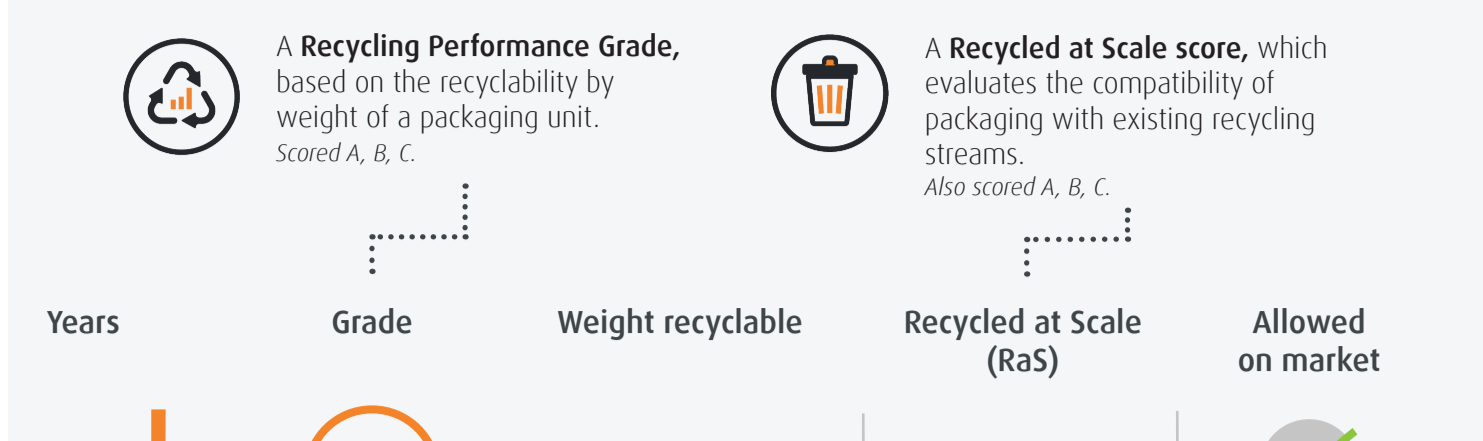 A Recycling Performance Grade,
based on the recyclability by
weight of a packaging unit.
Scored A, B, C.
A Recycled at Scale score, which
evaluates the compatibility of
packaging with existing recycling
streams.
Also scored A, B, C.
Years
Grade
Weight recyclable
Recycled at Scale
(RaS)
Allowed
on market